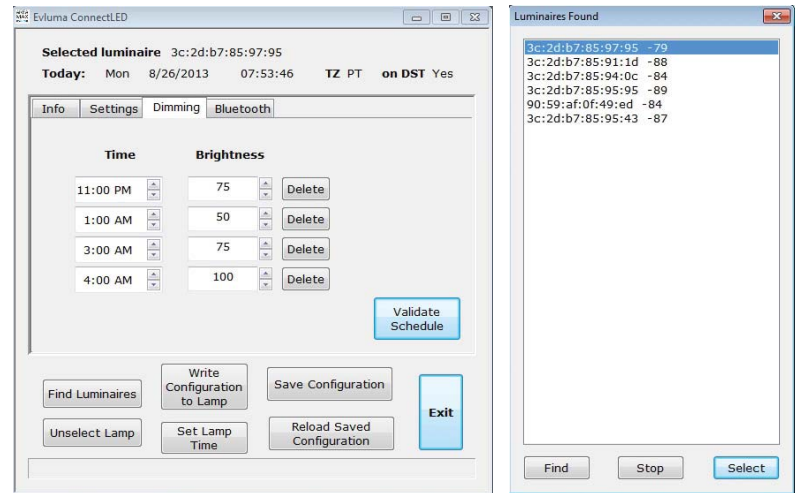 Evluma ConnectLED
Selected luminaire 3c:2d:b7:85:97:95
Today: Mon 8/26/2013 07:53:46 TZ PT on DST Yes
Info Settings Dimming Bluetooth
Time Brightness
11:00 PM 75 Delete
1:00 AM 50 Delete
3:00 AM 75 Delete
4:00 AM 100 Delete
Validate
Schedule
Find Luminaires
Write
Configuration
to Lamp
Save Configuration
Exit
Unselect Lamp
Set Lamp
Time
Reload Saved
Configuration
Luminaires Found
3c:2d:b7:85:97:95 -79
3c:2d:b7:85:91:1d -88
3c:2d:b7:85:94:0c -84
3c:2d:b7:85:95:95 -89
90:59:af:0f:49:ed -84
3c:2d:b7:85:95:43 -87
Find Stop Select